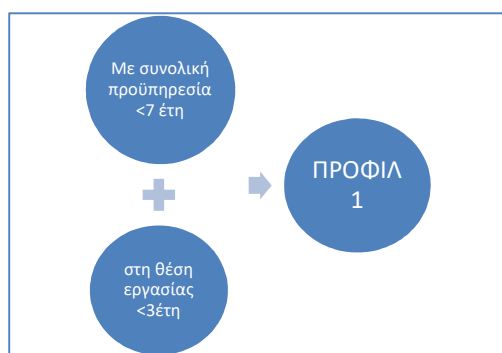 Με συνολική
προϋπηρεσία
<7 έτη
στη θέση
εργασίας
<3έτη
ΠΡΟΦΙΛ
1